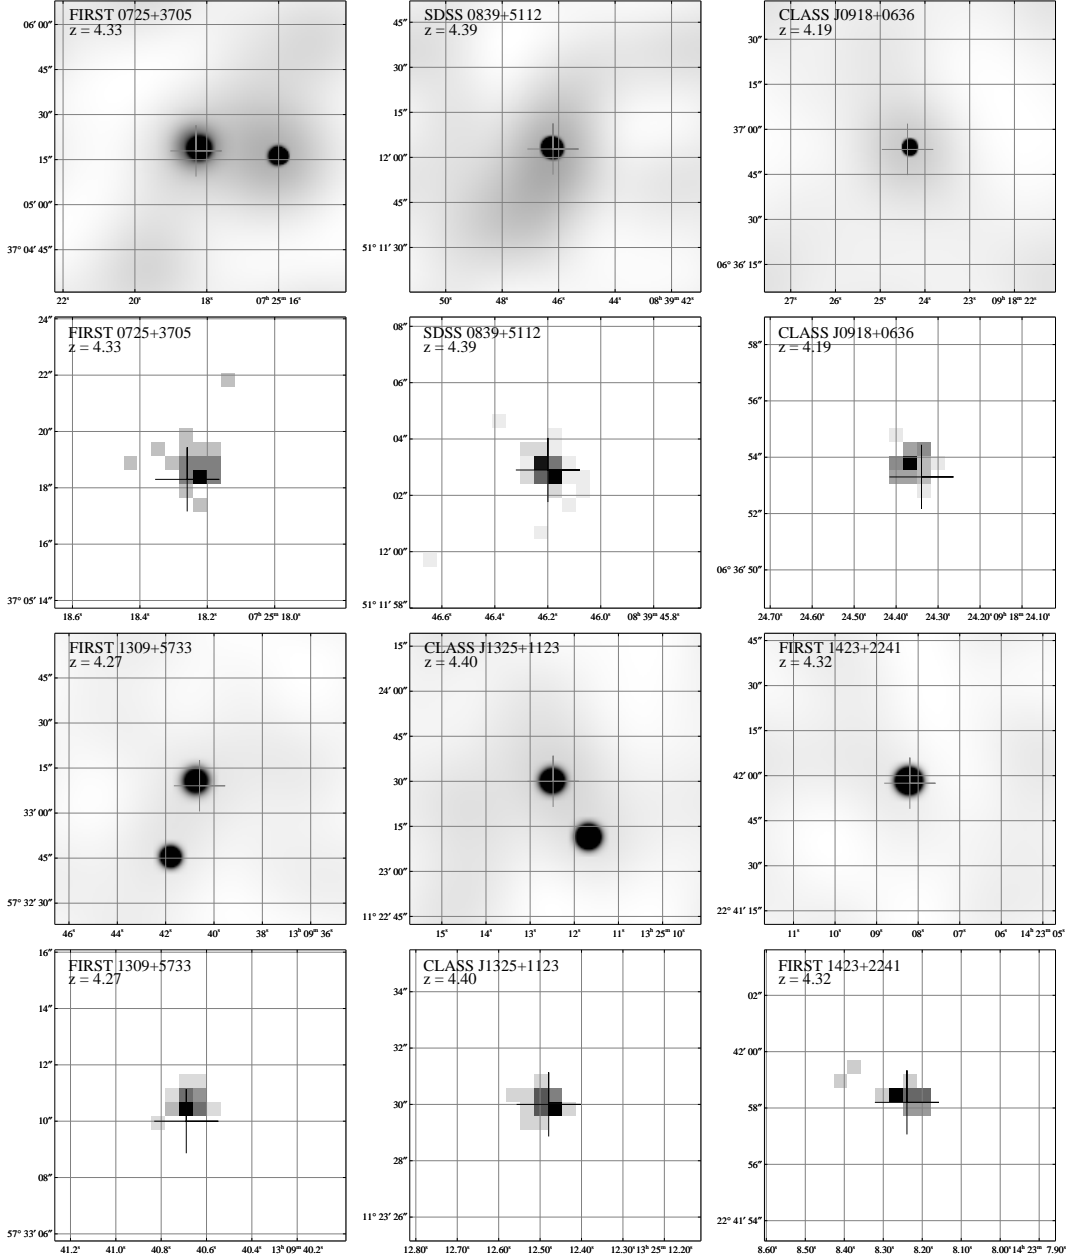 FIRST 0725+3705
z = 4.33
06′ 00″
45″
30″
15″
05′ 00″
37° 04′ 45″
22ˢ
20ˢ
18ˢ
07ʰ 25ᵐ 16ˢ
SDSS 0839+5112
z = 4.39
45″
30″
15″
12′ 00″
45″
51° 11′ 30″
50ˢ
48ˢ
46ˢ
44ˢ
08ʰ 39ᵐ 42ˢ
CLASS J0918+0636
z = 4.19
30″
15″
37′ 00″
45″
30″
06° 36′ 15″
27ˢ
26ˢ
25ˢ
24ˢ
23ˢ
09ʰ 18ᵐ 22ˢ
FIRST 0725+3705
z = 4.33
24″
22″
20″
18″
16″
37° 05′ 14″
18.6ˢ
18.4ˢ
18.2ˢ
07ʰ 25ᵐ 18.0ˢ
SDSS 0839+5112
z = 4.39
08″
06″
04″
02″
12′ 00″
51° 11′ 58″
46.6ˢ
46.4ˢ
46.2ˢ
46.0ˢ
08ʰ 39ᵐ 45.8ˢ
CLASS J0918+0636
z = 4.19
58″
56″
54″
52″
06° 36′ 50″
24.70ˢ
24.60ˢ
24.50ˢ
24.40ˢ
24.30ˢ
24.20ˢ
09ʰ 18ᵐ 24.10ˢ
FIRST 1309+5733
z = 4.27
45″
30″
15″
33′ 00″
45″
57° 32′ 30″
46ˢ
44ˢ
42ˢ
40ˢ
38ˢ
13ʰ 09ᵐ 36ˢ
CLASS J1325+1123
z = 4.40
15″
24′ 00″
45″
30″
15″
23′ 00″
11° 22′ 45″
15ˢ
14ˢ
13ˢ
12ˢ
11ˢ
13ʰ 25ᵐ 10ˢ
FIRST 1423+2241
z = 4.32
45″
30″
15″
42′ 00″
45″
30″
22° 41′ 15″
11ˢ
10ˢ
09ˢ
08ˢ
07ˢ
06ˢ
14ʰ 23ᵐ 05ˢ
FIRST 1309+5733
z = 4.27
16″
14″
12″
10″
08″
57° 33′ 06″
41.2ˢ
41.0ˢ
40.8ˢ
40.6ˢ
40.4ˢ
13ʰ 09ᵐ 40.2ˢ
CLASS J1325+1123
z = 4.40
34″
32″
30″
28″
11° 23′ 26″
12.80ˢ
12.60ˢ
12.50ˢ
12.40ˢ
12.30ˢ
13ʰ 25ᵐ 12.20ˢ
FIRST 1423+2241
z = 4.32
02″
42′ 00″
58″
56″
22° 41′ 54″
8.60ˢ
8.50ˢ
8.40ˢ
8.30ˢ
8.20ˢ
8.10ˢ
8.00ˢ
14ʰ 23ᵐ 7.90ˢ